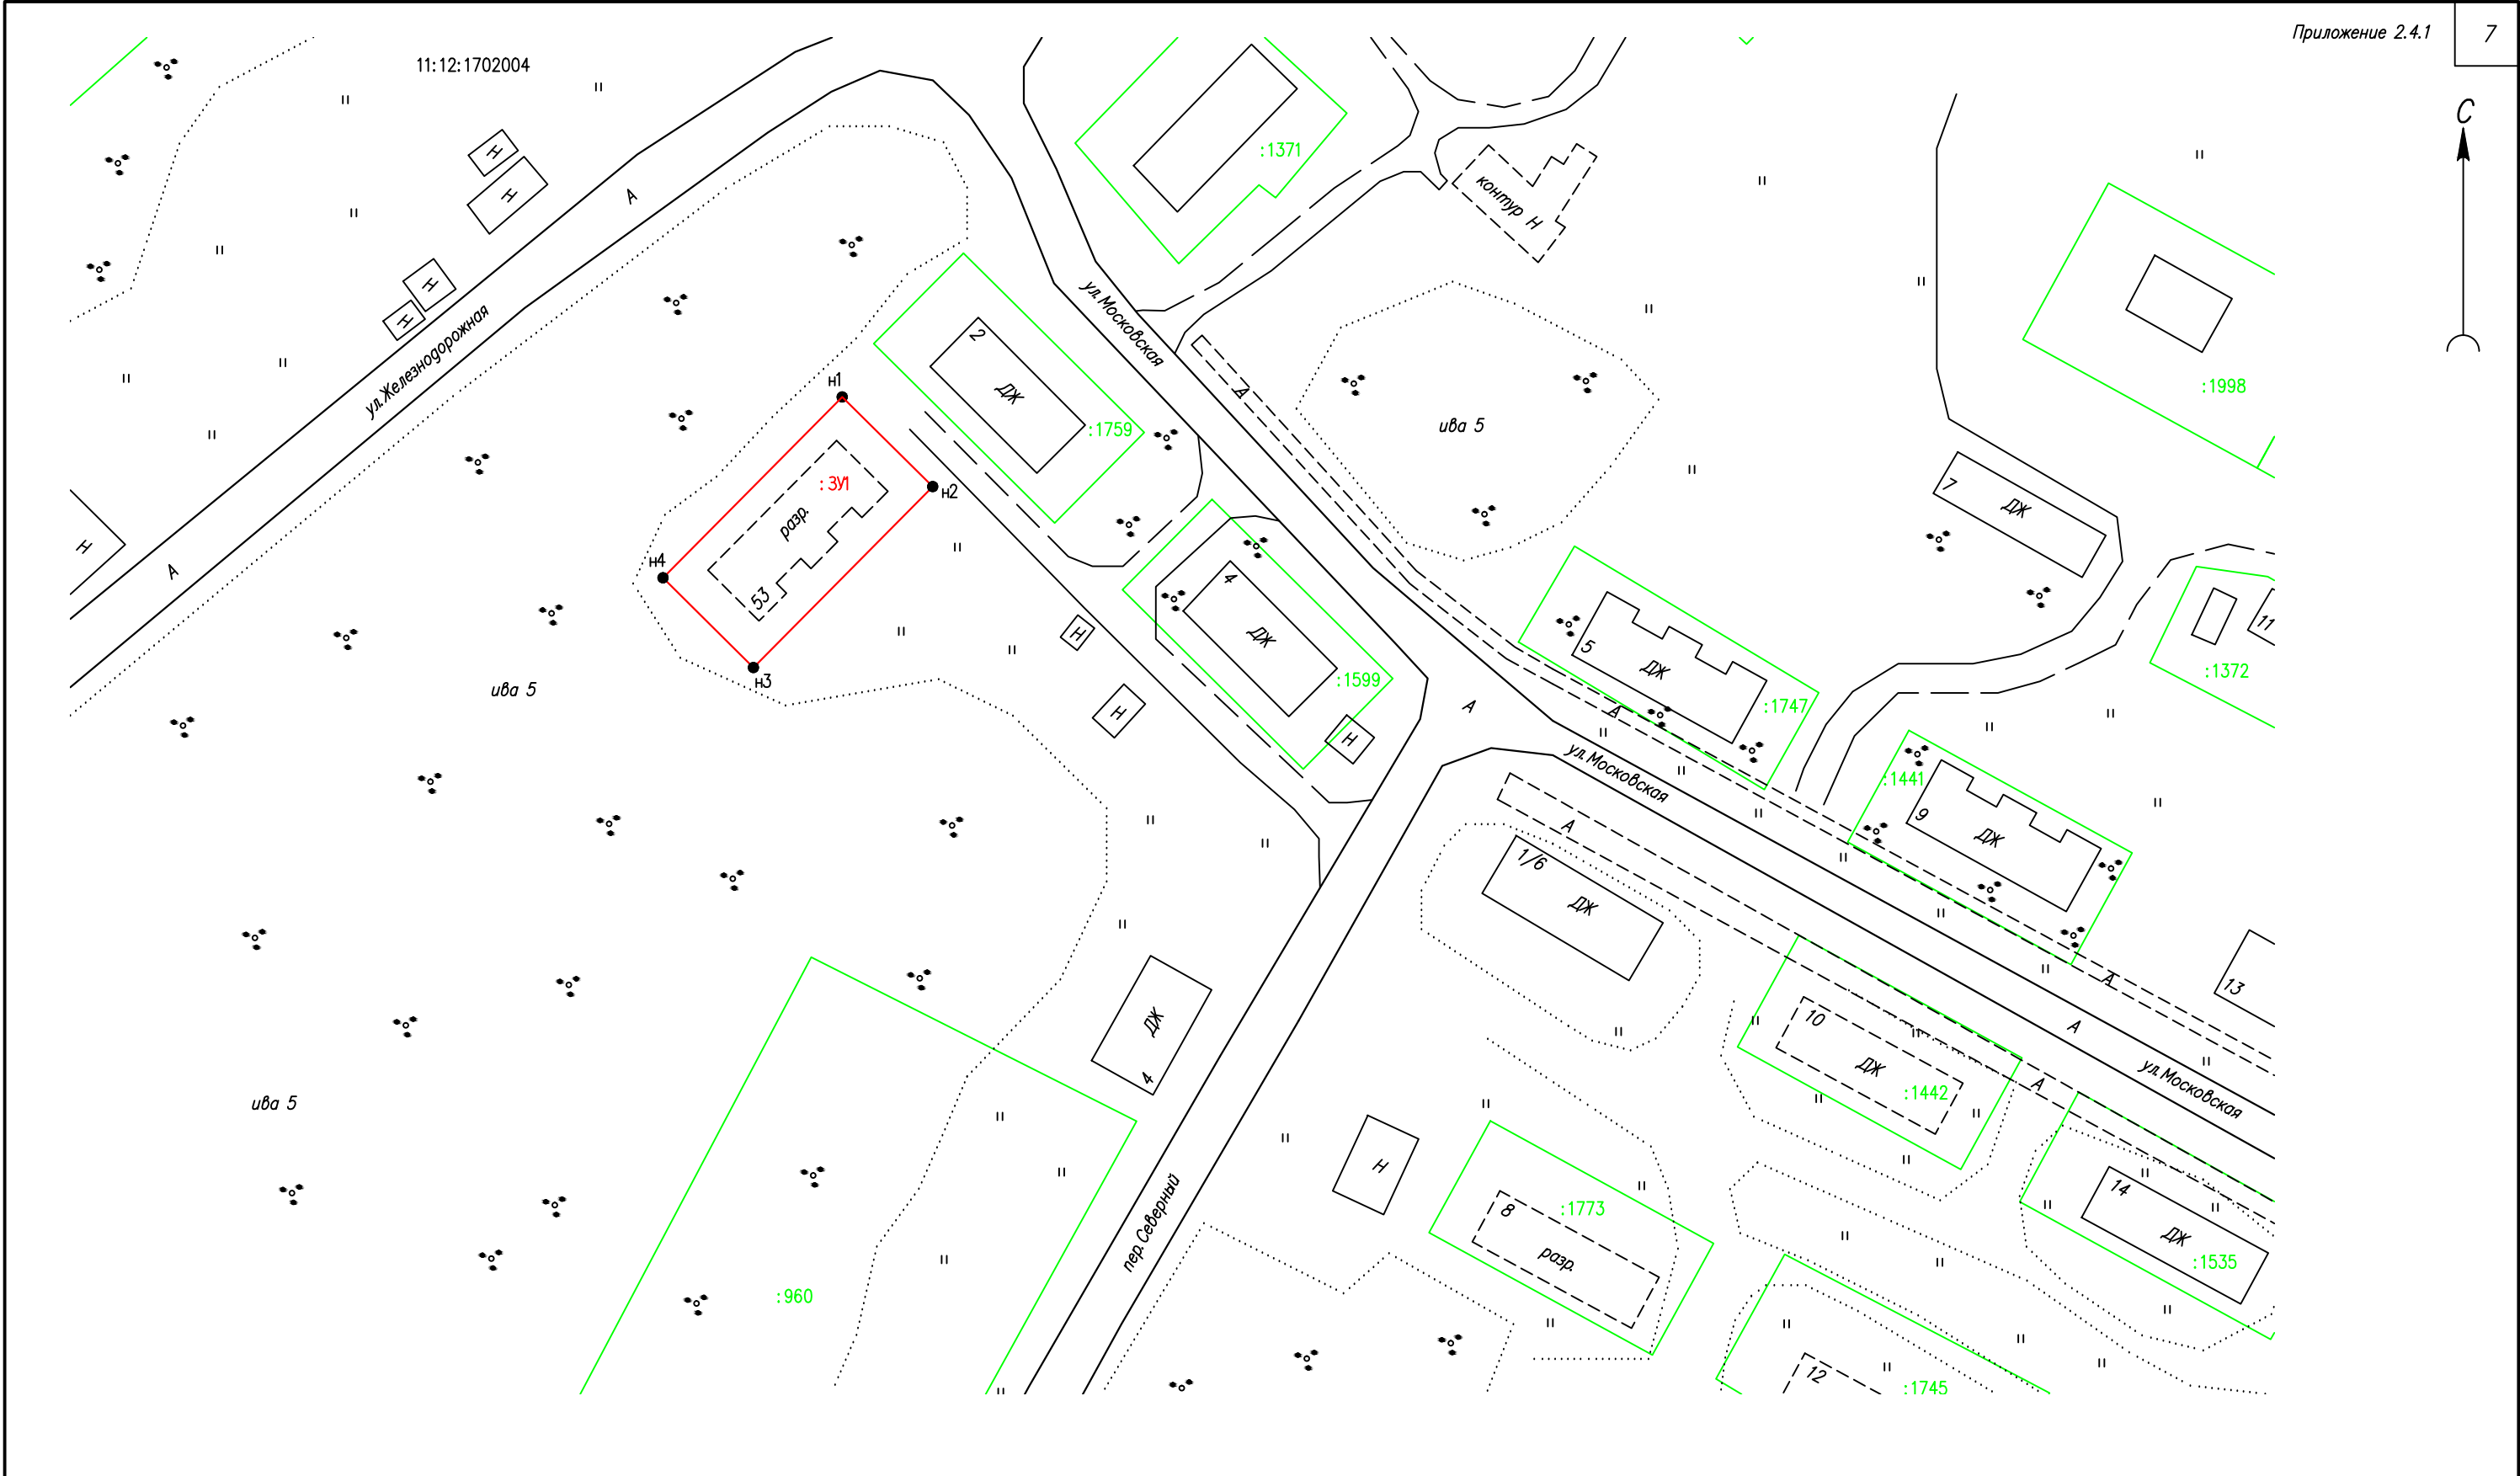 Приложение 2.4.1
7
11:12:1702004
С
:1371
контур Н
Н
А
Н
Н
Н
ул. Железнодорожная
ул. Московская
2
ДЖ
:1759
н1
: ЗУ1
разр.
53
н2
н4
н3
А
ива 5
:1998
7
ДЖ
Н
А
ива 5
4
ДЖ
:1599
Н
Н
Н
А
5
ДЖ
:1747
А
ул. Московская
11
:1372
:1441
9
ДЖ
А
1/6
ДЖ
13
А
А
ул. Московская
10
ДЖ
:1442
А
ДЖ
4
ива 5
Н
пер. Северный
:960
:1773
8
разр.
14
ДЖ
:1535
12
:1745